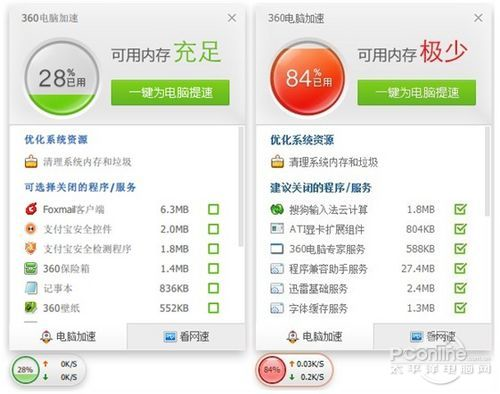 360电脑加速
28%已用
可用内存 充足
一键为电脑提速
优化系统资源
清理系统内存和垃圾
可选择关闭的程序/服务
Foxmail客户端 6.3MB
支付宝安全控件 2.0MB
支付宝安全检测程序 1.8MB
360保险箱 1.4MB
记事本 836KB
360壁纸 552KB
电脑加速 看网速
28% 0K/S
0K/S
360电脑加速
84%已用
可用内存 极少
一键为电脑提速
优化系统资源
清理系统内存和垃圾
建议关闭的程序/服务
搜狗输入法云计算 1.8MB
ATI显卡扩展组件 804KB
360电脑专家服务 588KB
程序兼容助手服务 27.4MB
迅雷基础服务 2.4MB
字体缓存服务 1.3MB
电脑加速 看网速
84% 0.03K/S
0.2K/S
PConline.com.cn
太平洋电脑网